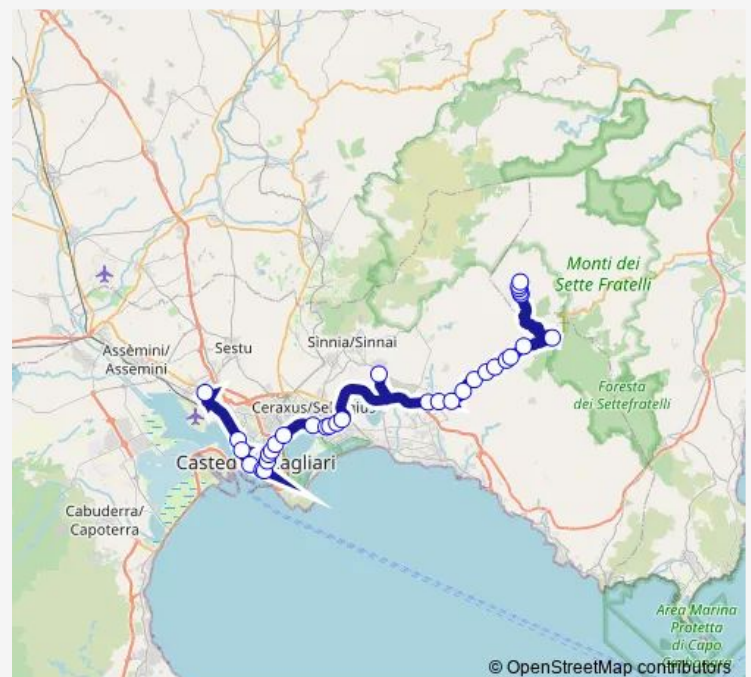 Monti dei
Sette Fratelli
Sìnnia/Sinnai
Assèmini/
Assemini
Sestu
Foresta
dei Settefratelli
Cabuderra/
Capoterra
Area Marina
Protetta
di Capo
© OpenStreetMap contributors